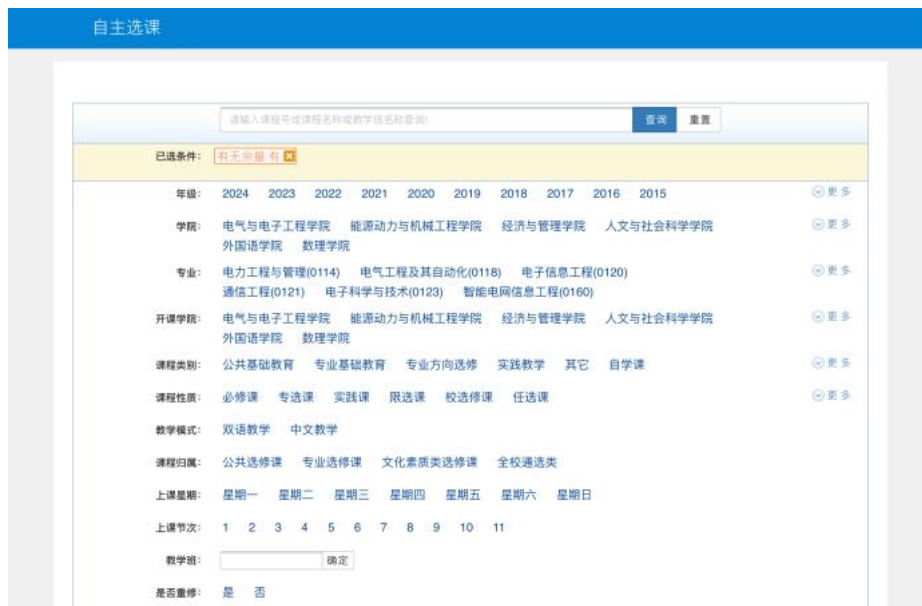 自主选课
请输入课程号或课程名称或教学班名称查询! 查询 重置
已选条件: 有无余量:有
年级: 2024 2023 2022 2021 2020 2019 2018 2017 2016 2015 更多
学院: 电气与电子工程学院 能源动力与机械工程学院 经济与管理学院 人文与社会科学学院 更多
外国语学院 数理学院
专业: 电力工程与管理(0114) 电气工程及其自动化(0118) 电子信息工程(0120) 更多
通信工程(0121) 电子科学与技术(0123) 智能电网信息工程(0160)
开课学院: 电气与电子工程学院 能源动力与机械工程学院 经济与管理学院 人文与社会科学学院 更多
外国语学院 数理学院
课程类别: 公共基础教育 专业基础教育 专业方向选修 实践教学 其它 自学课 更多
课程性质: 必修课 专选课 实践课 限选课 校选修课 任选课 更多
教学模式: 双语教学 中文教学
课程归属: 公共选修课 专业选修课 文化素质类选修课 全校通选类
上课星期: 星期一 星期二 星期三 星期四 星期五 星期六 星期日
上课节次: 1 2 3 4 5 6 7 8 9 10 11
教学班: 确定
是否重修: 是 否